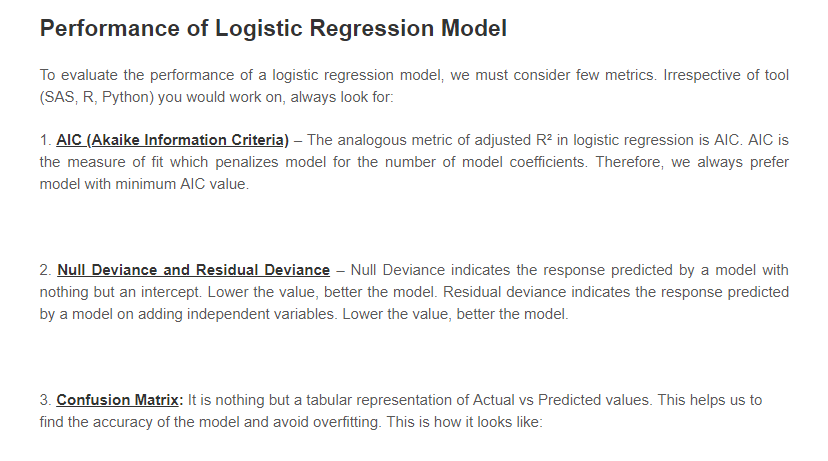 Performance of Logistic Regression Model
To evaluate the performance of a logistic regression model, we must consider few metrics. Irrespective of tool
(SAS, R, Python) you would work on, always look for:
1. AIC (Akaike Information Criteria) – The analogous metric of adjusted R² in logistic regression is AIC. AIC is
the measure of fit which penalizes model for the number of model coefficients. Therefore, we always prefer
model with minimum AIC value.
2. Null Deviance and Residual Deviance – Null Deviance indicates the response predicted by a model with
nothing but an intercept. Lower the value, better the model. Residual deviance indicates the response predicted
by a model on adding independent variables. Lower the value, better the model.
3. Confusion Matrix: It is nothing but a tabular representation of Actual vs Predicted values. This helps us to
find the accuracy of the model and avoid overfitting. This is how it looks like: